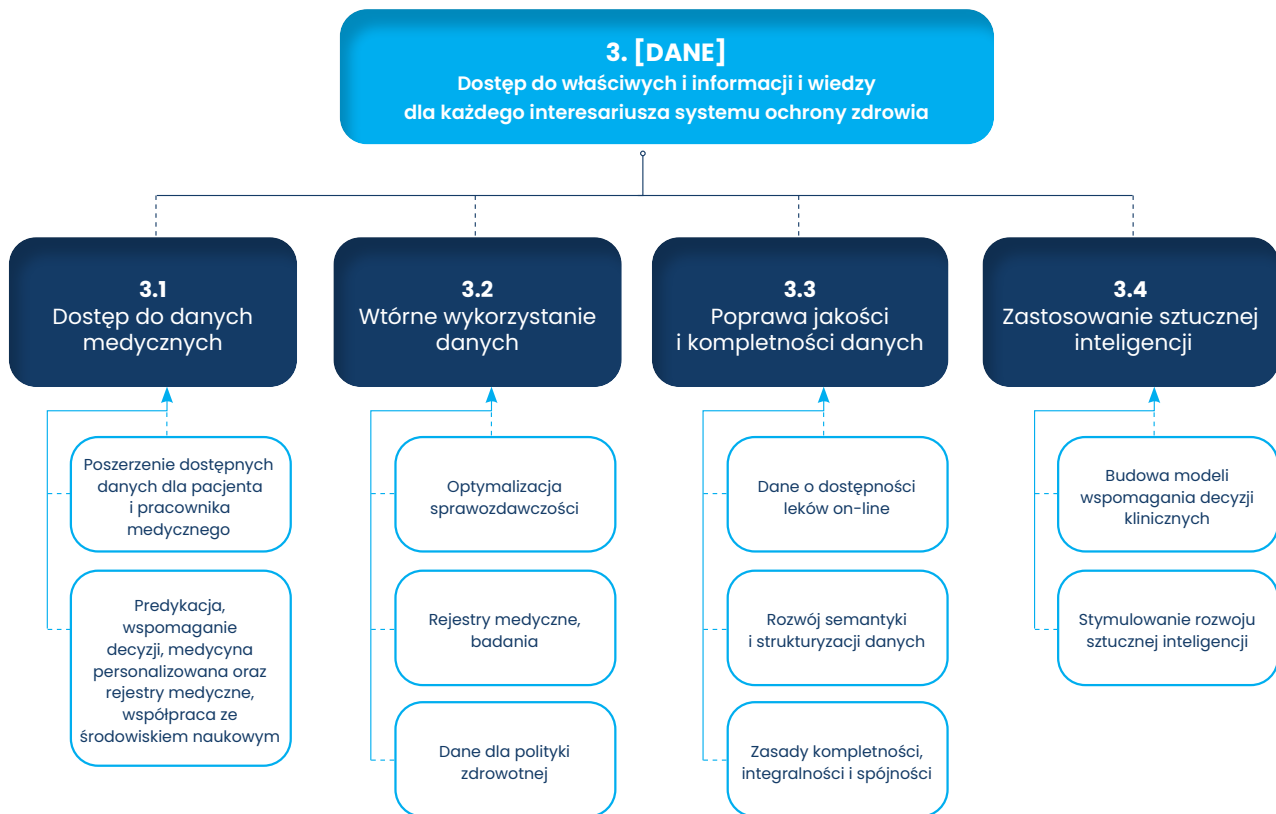 3. [DANE]
Dostęp do właściwych i informacji i wiedzy
dla każdego interesariusza systemu ochrony zdrowia
3.1
Dostęp do danych
medycznych
Poszerzenie dostępnych
danych dla pacjenta
i pracownika
medycznego
Predykacja,
wspomaganie
decyzji, medycyna
personalizowana oraz
rejestry medyczne,
współpraca ze
środowiskiem naukowym
3.2
Wtórne wykorzystanie
danych
Optymalizacja
sprawozdawczości
Rejestry medyczne,
badania
Dane dla polityki
zdrowotnej
3.3
Poprawa jakości
i kompletności danych
Dane o dostępności
leków on-line
Rozwój semantyki
i strukturyzacji danych
Zasady kompletności,
integralności i spójności
3.4
Zastosowanie sztucznej
inteligencji
Budowa modeli
wspomagania decyzji
klinicznych
Stymulowanie rozwoju
sztucznej inteligencji